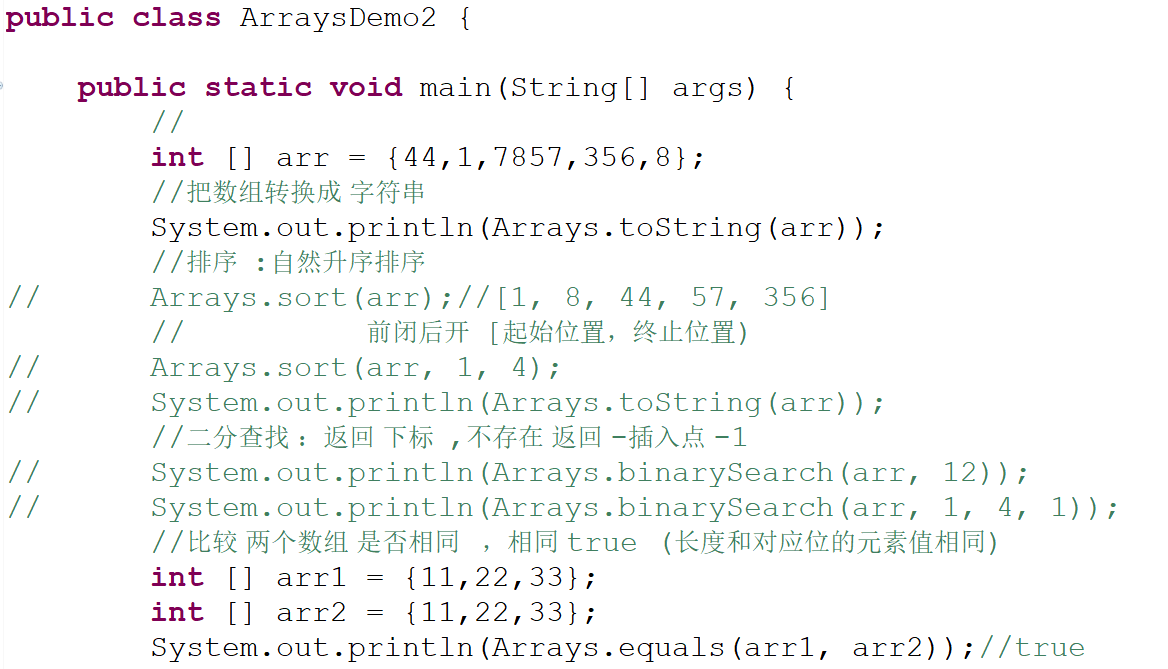 public class ArraysDemo2 {
public static void main(String[] args) {
//
int [] arr = {44,1,7857,356,8};
//把数组转换成 字符串
System.out.println(Arrays.toString(arr));
//排序 :自然升序排序
// Arrays.sort(arr);//[1, 8, 44, 57, 356]
// 前闭后开 [起始位置，终止位置)
// Arrays.sort(arr, 1, 4);
// System.out.println(Arrays.toString(arr));
//二分查找 ：返回 下标 ,不存在 返回 -插入点 -1
// System.out.println(Arrays.binarySearch(arr, 12));
// System.out.println(Arrays.binarySearch(arr, 1, 4, 1));
//比较 两个数组 是否相同 ，相同 true (长度和对应位的元素值相同)
int [] arr1 = {11,22,33};
int [] arr2 = {11,22,33};
System.out.println(Arrays.equals(arr1, arr2));//true